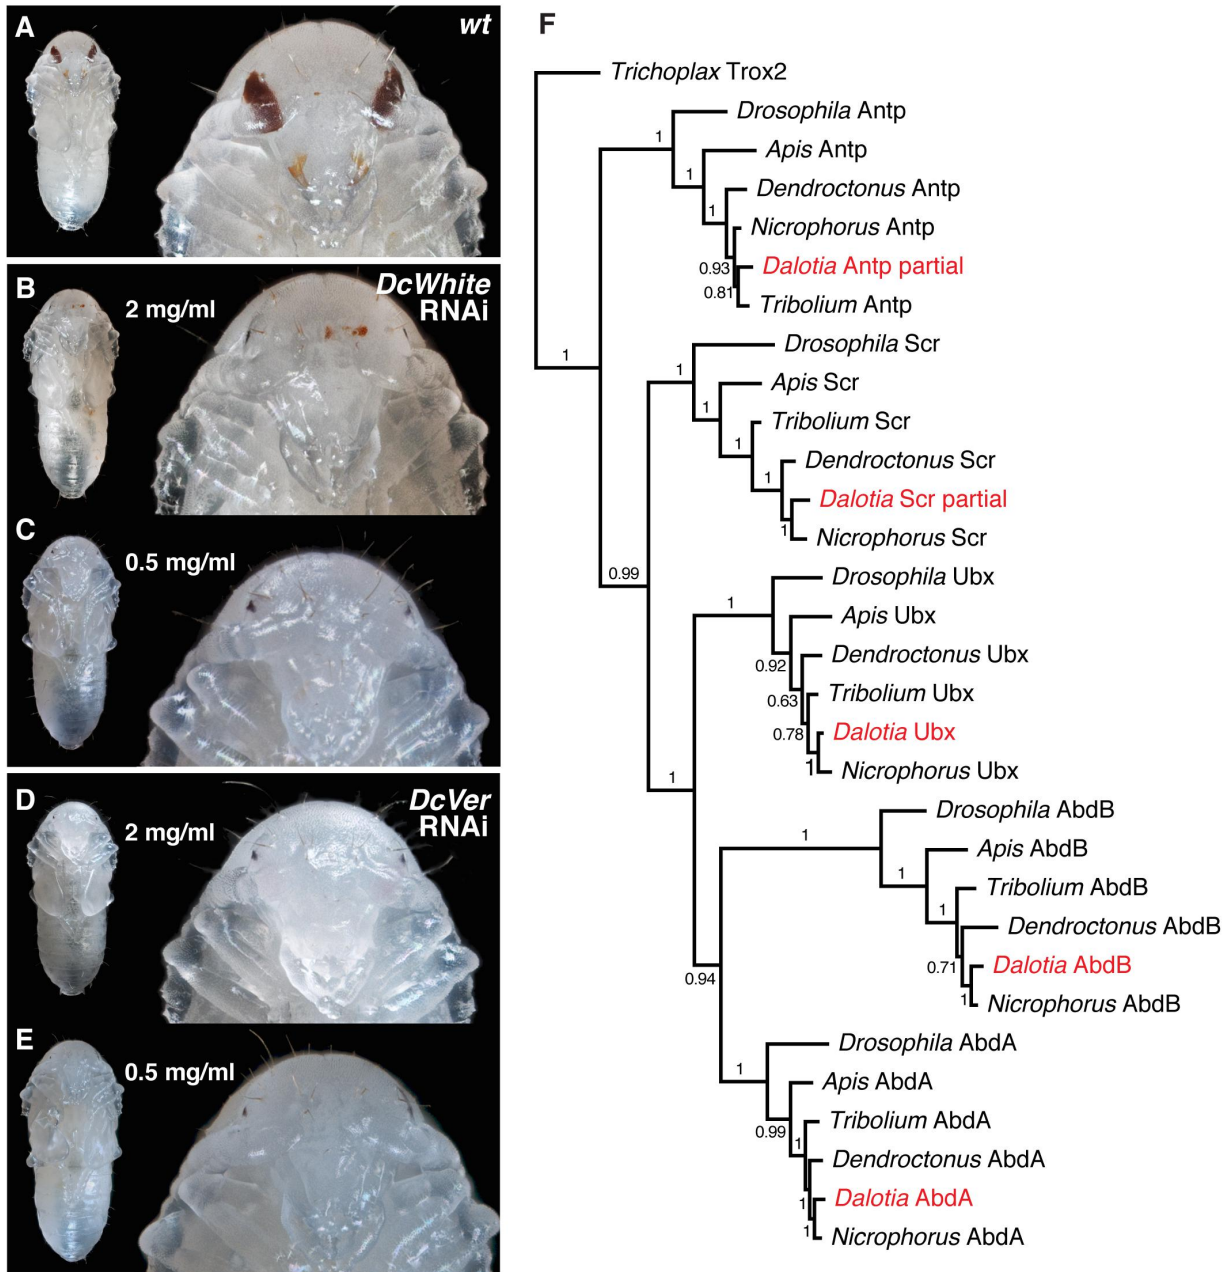 A
wt
B
DcWhite
RNAi
2 mg/ml
C
0.5 mg/ml
D
DcVer
RNAi
2 mg/ml
E
0.5 mg/ml
F
Trichoplax Trox2
Drosophila Antp
1
Apis Antp
1
Dendroctonus Antp
1
Nicrophorus Antp
0.93
Dalotia Antp partial
0.81
Tribolium Antp
Drosophila Scr
1
1
Apis Scr
1
Tribolium Scr
1
Dendroctonus Scr
1
Dalotia Scr partial
1
Nicrophorus Scr
0.99
Drosophila Ubx
1
Apis Ubx
0.92
Dendroctonus Ubx
0.63
Tribolium Ubx
0.78
Dalotia Ubx
1
Nicrophorus Ubx
1
Drosophila AbdB
1
Apis AbdB
1
Tribolium AbdB
1
Dendroctonus AbdB
0.71
Dalotia AbdB
0.94
1
Nicrophorus AbdB
Drosophila AbdA
1
Apis AbdA
0.99
Tribolium AbdA
1
Dendroctonus AbdA
1
Dalotia AbdA
1
Nicrophorus AbdA